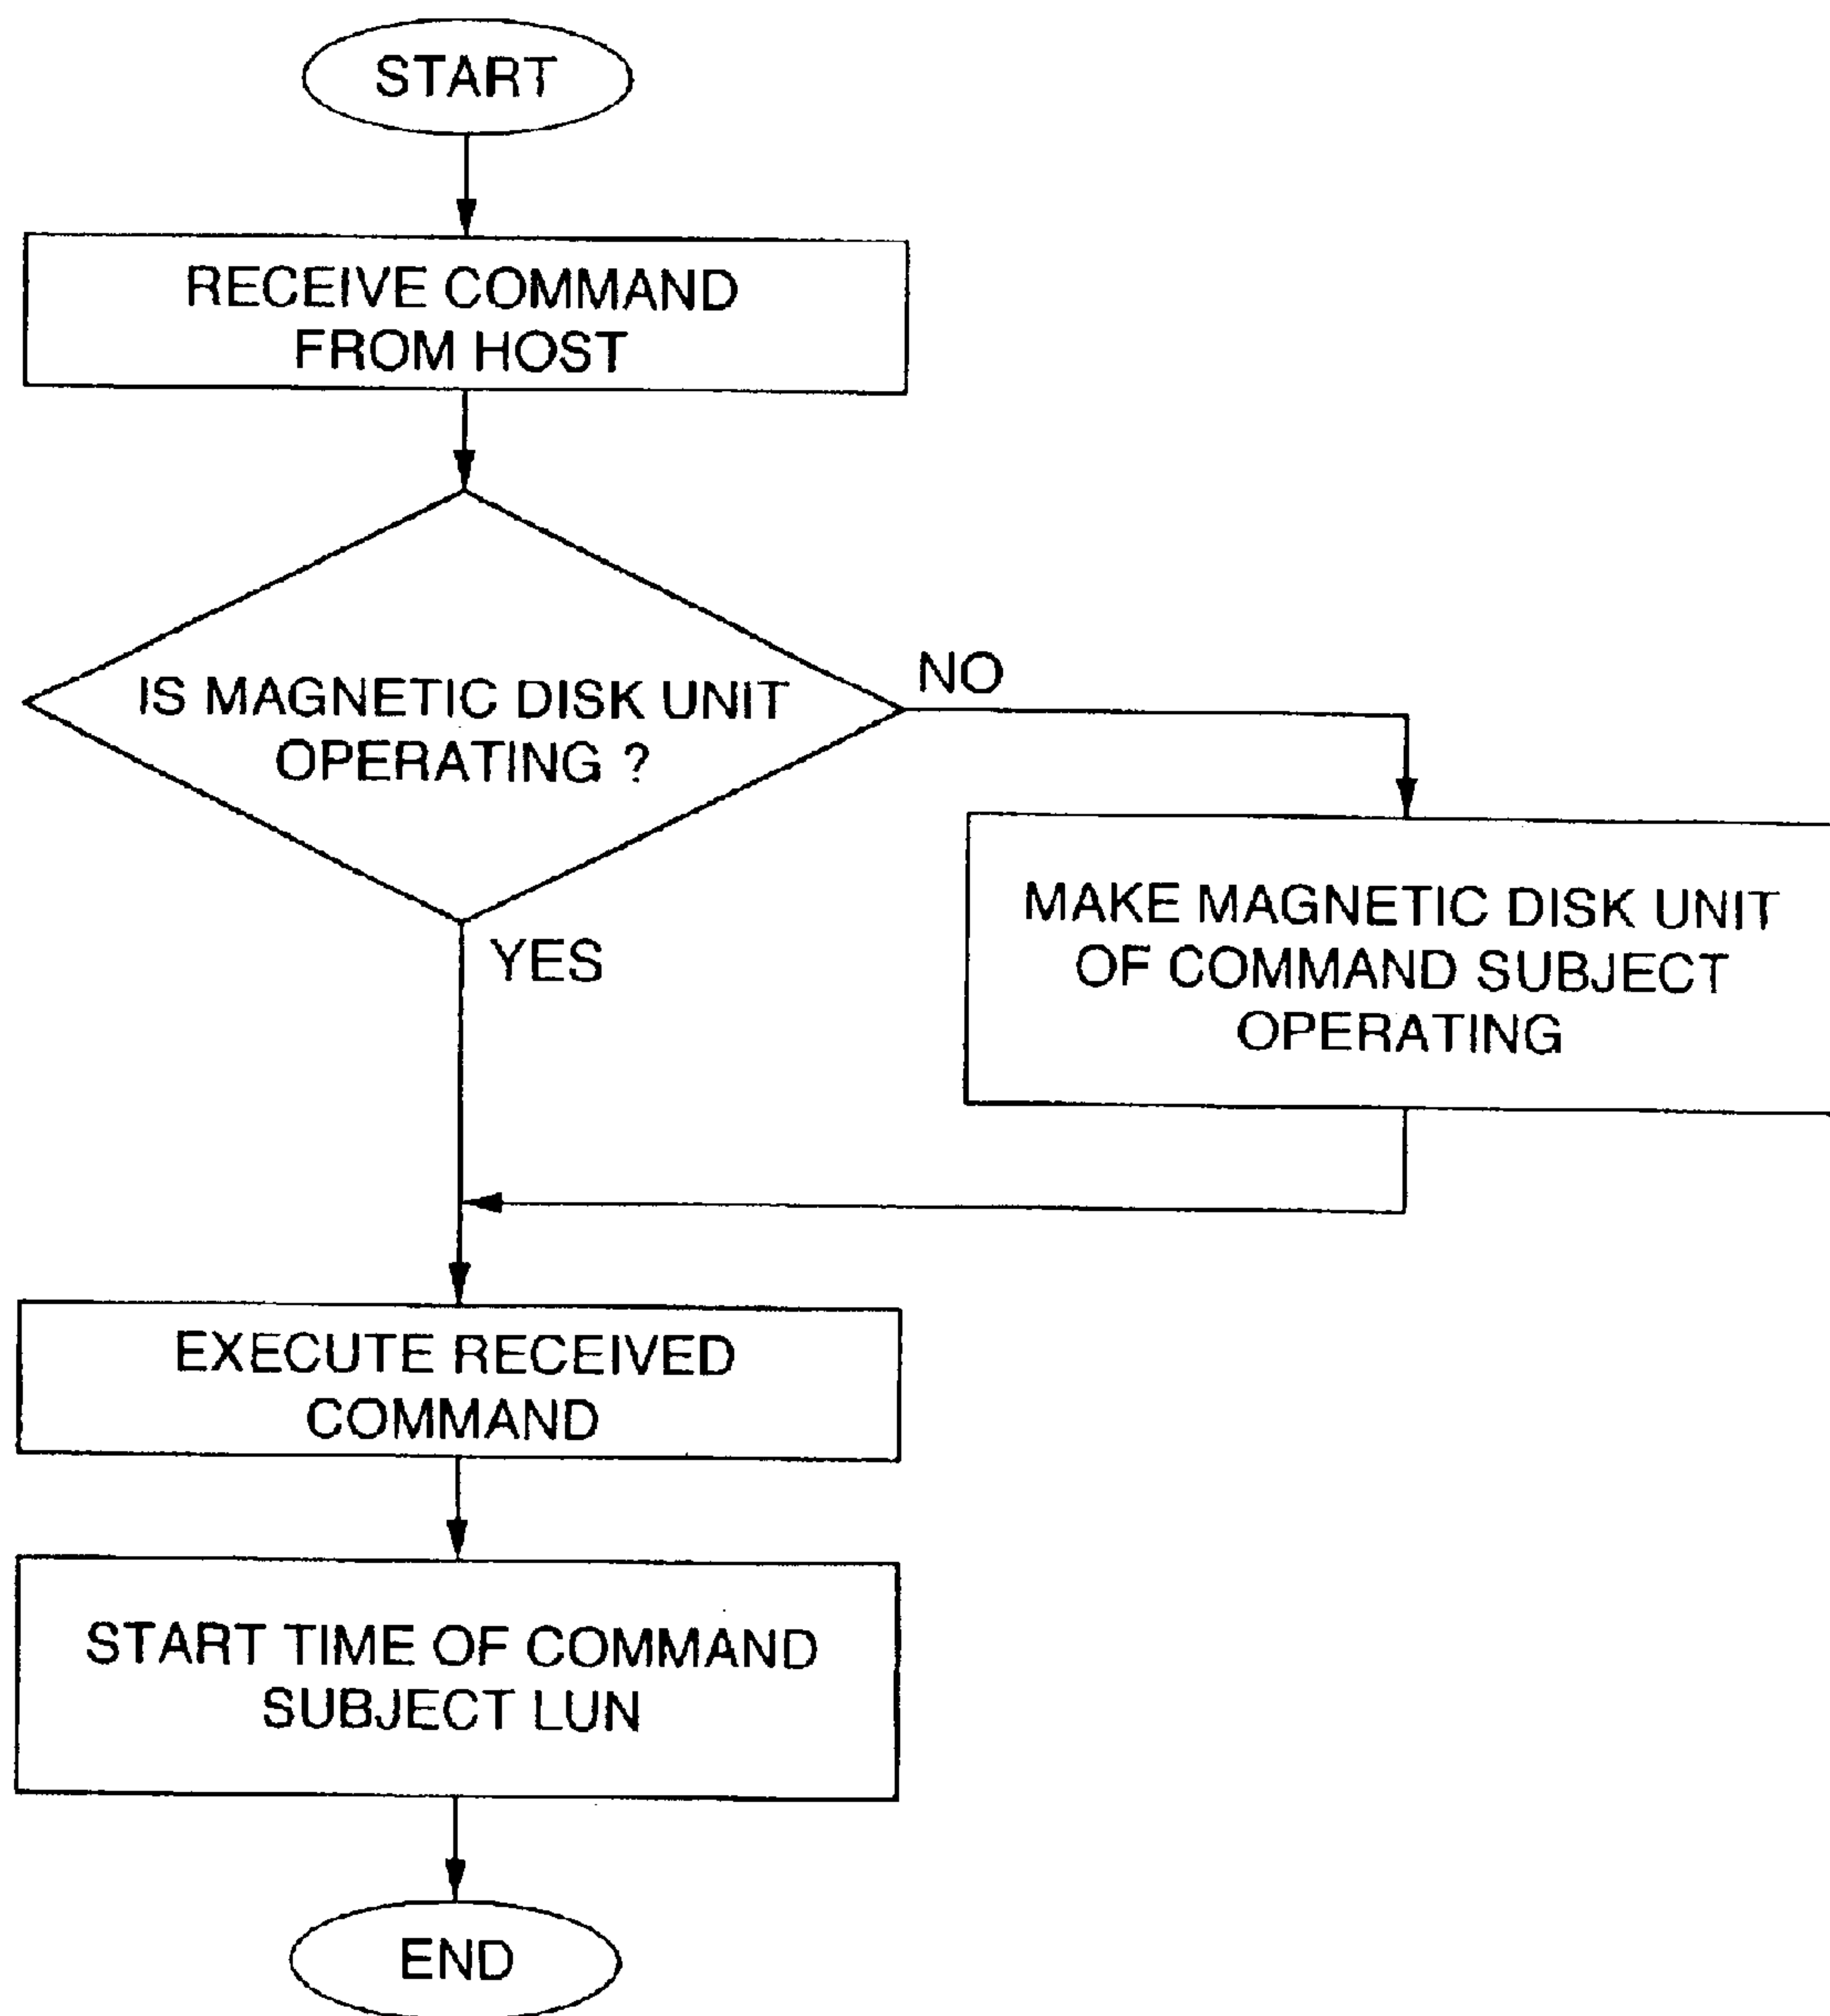 START
RECEIVE COMMAND
FROM HOST
IS MAGNETIC DISK UNIT
OPERATING ?
NO
YES
MAKE MAGNETIC DISK UNIT
OF COMMAND SUBJECT
OPERATING
EXECUTE RECEIVED
COMMAND
START TIME OF COMMAND
SUBJECT LUN
END